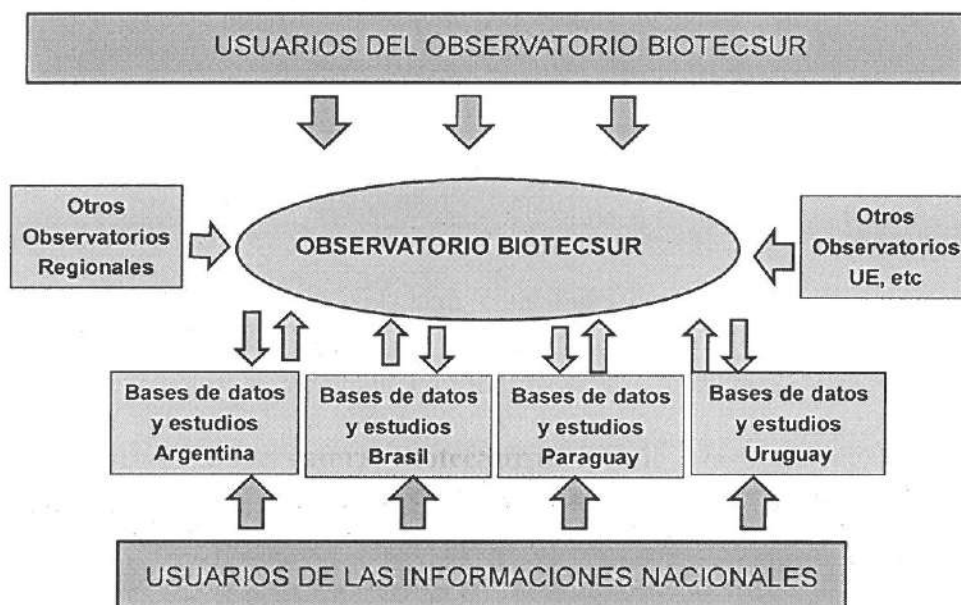 USUARIOS DEL OBSERVATORIO BIOTECSUR
Otros
Observatorios
Regionales
OBSERVATORIO BIOTECSUR
Otros
Observatorios
UE, etc
Bases de datos
y estudios
Argentina
Bases de datos
y estudios
Brasil
Bases de datos
y estudios
Paraguay
Bases de datos
y estudios
Uruguay
USUARIOS DE LAS INFORMACIONES NACIONALES